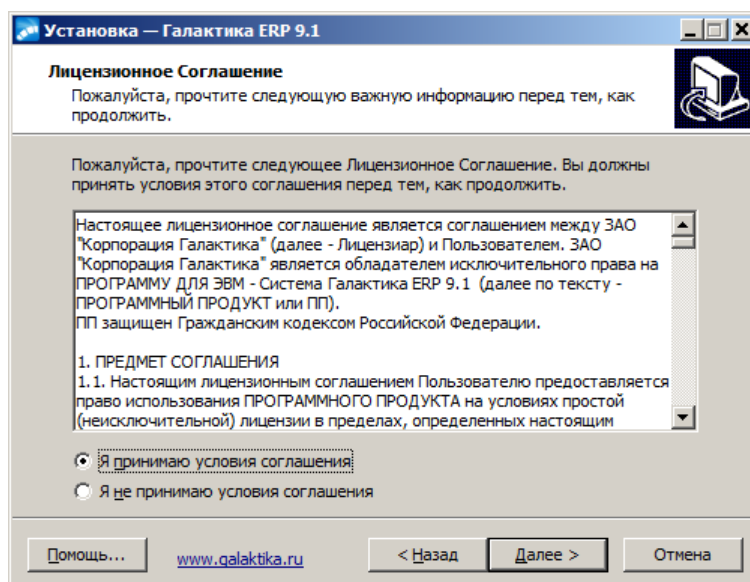 Установка — Галактика ERP 9.1
Лицензионное Соглашение
Пожалуйста, прочтите следующую важную информацию перед тем, как
продолжить.
Пожалуйста, прочтите следующее Лицензионное Соглашение. Вы должны
принять условия этого соглашения перед тем, как продолжить.
Настоящее лицензионное соглашение является соглашением между ЗАО
"Корпорация Галактика" (далее - Лицензиар) и Пользователем. ЗАО
"Корпорация Галактика" является обладателем исключительного права на
ПРОГРАММУ ДЛЯ ЭВМ - Система Галактика ERP 9.1  (далее по тексту -
ПРОГРАММНЫЙ ПРОДУКТ или ПП).
ПП защищен Гражданским кодексом Российской Федерации.
1. ПРЕДМЕТ СОГЛАШЕНИЯ
1.1. Настоящим лицензионным соглашением Пользователю предоставляется
право использования ПРОГРАММНОГО ПРОДУКТА на условиях простой
(неисключительной) лицензии в пределах, определенных настоящим
Я принимаю условия соглашения
Я не принимаю условия соглашения
Помощь... www.galaktika.ru < Назад Далее > Отмена